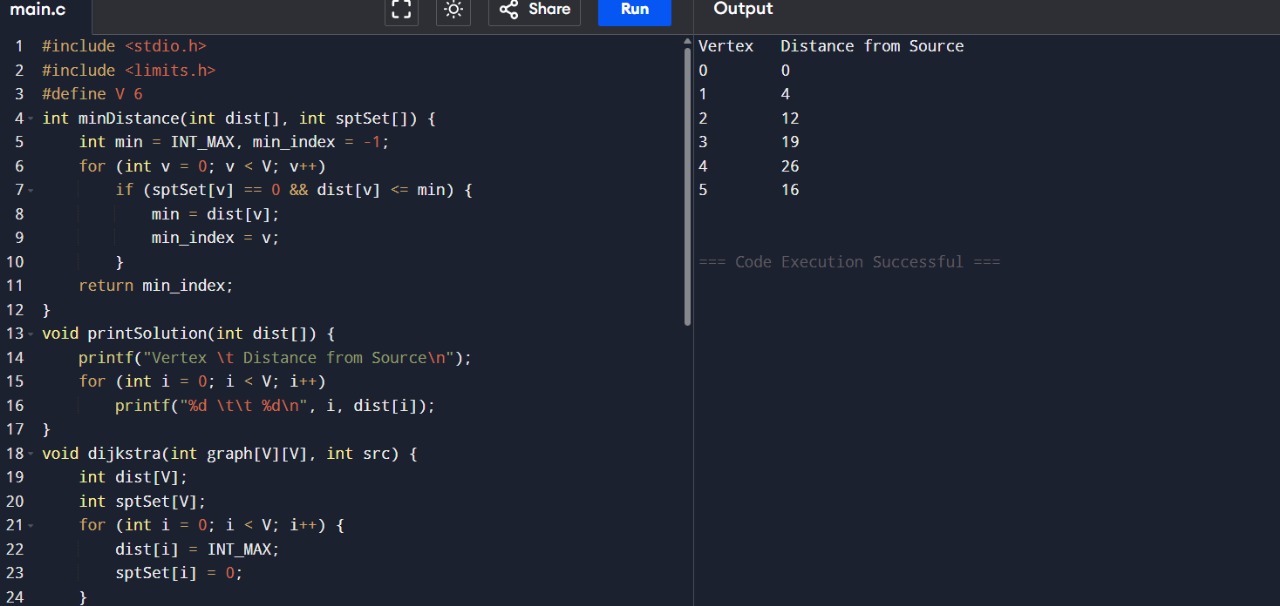 main.c
Share
Run
Output
1 #include <stdio.h>
2 #include <limits.h>
3 #define V 6
4 int minDistance(int dist[], int sptSet[]) {
5     int min = INT_MAX, min_index = -1;
6     for (int v = 0; v < V; v++)
7         if (sptSet[v] == 0 && dist[v] <= min) {
8             min = dist[v];
9             min_index = v;
10         }
11     return min_index;
12 }
13 void printSolution(int dist[]) {
14     printf("Vertex \t Distance from Source\n");
15     for (int i = 0; i < V; i++)
16         printf("%d \t\t %d\n", i, dist[i]);
17 }
18 void dijkstra(int graph[V][V], int src) {
19     int dist[V];
20     int sptSet[V];
21     for (int i = 0; i < V; i++) {
22         dist[i] = INT_MAX;
23         sptSet[i] = 0;
24     }
Vertex   Distance from Source
0        0
1        4
2        12
3        19
4        26
5        16
=== Code Execution Successful ===